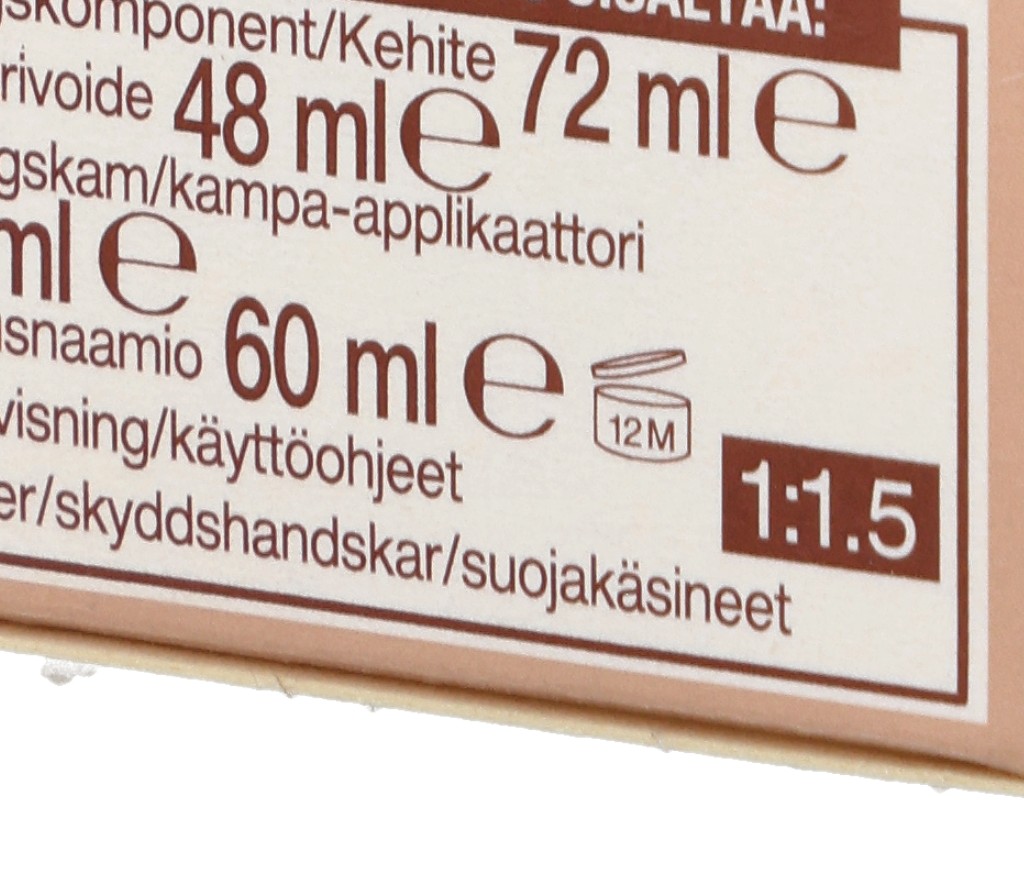 SISÄLTÄÄ:
skomponent/Kehite 72 ml ℮
rivoide 48 ml ℮
gskam/kampa-applikaattori
ml ℮
snaamio 60 ml ℮
12M
visning/käyttöohjeet
1:1.5
er/skyddshandskar/suojakäsineet